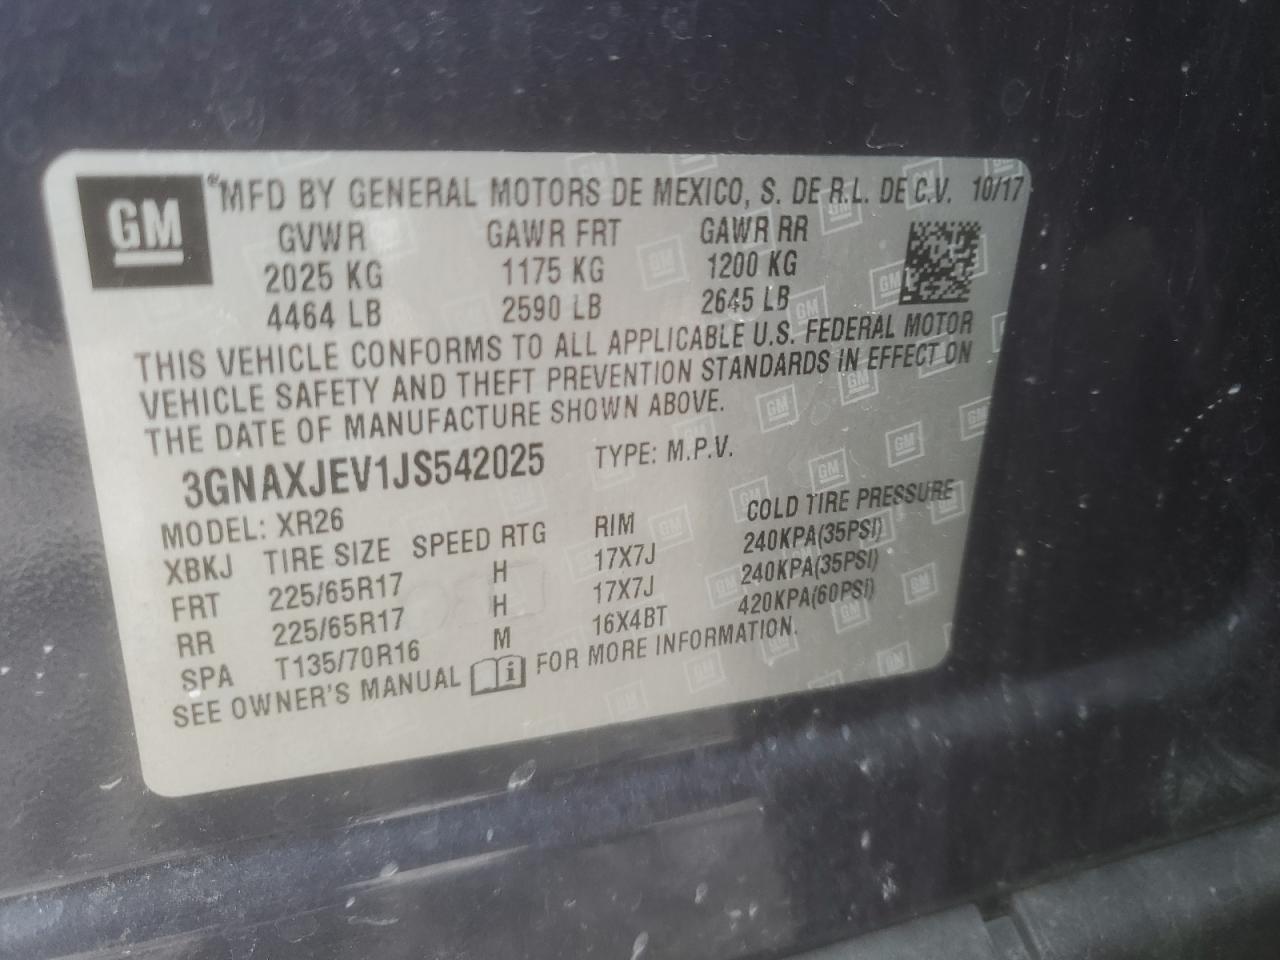 GM
MFD BY GENERAL MOTORS DE MEXICO, S. DE R.L. DE C.V. 10/17
GVWR GAWR FRT GAWR RR
2025 KG 1175 KG 1200 KG
4464 LB 2590 LB 2645 LB
THIS VEHICLE CONFORMS TO ALL APPLICABLE U.S. FEDERAL MOTOR
VEHICLE SAFETY AND THEFT PREVENTION STANDARDS IN EFFECT ON
THE DATE OF MANUFACTURE SHOWN ABOVE.
3GNAXJEV1JS542025 TYPE: M.P.V.
MODEL: XR26
XBKJ TIRE SIZE SPEED RTG RIM COLD TIRE PRESSURE
FRT 225/65R17 H 17X7J 240KPA(35PSI)
RR 225/65R17 H 17X7J 240KPA(35PSI)
SPA T135/70R16 M 16X4BT 420KPA(60PSI)
SEE OWNER'S MANUAL FOR MORE INFORMATION.